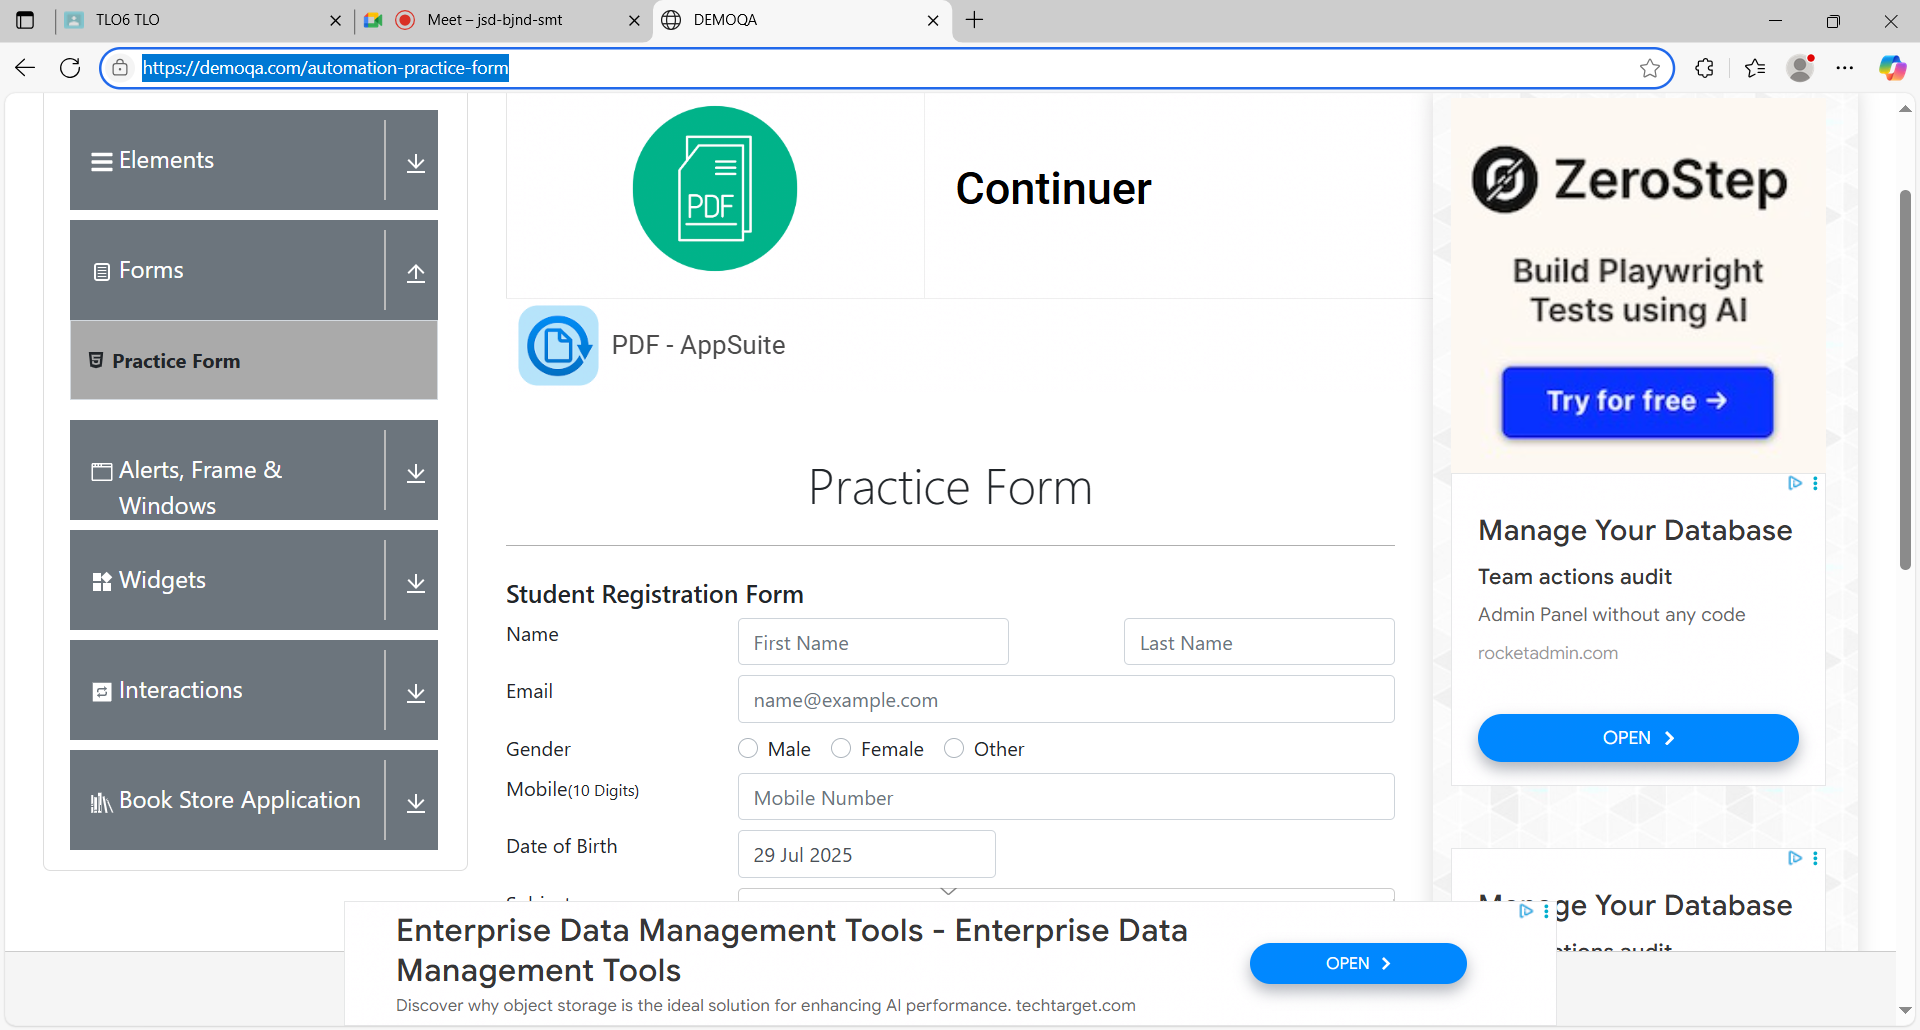 TLO6 TLO
Meet – jsd-bjnd-smt
DEMOQA
https://demoqa.com/automation-practice-form
Elements
Forms
Practice Form
Alerts, Frame &
Windows
Widgets
Interactions
Book Store Application
PDF
Continuer
PDF - AppSuite
Practice Form
Student Registration Form
Name
First Name
Last Name
Email
name@example.com
Gender
Male
Female
Other
Mobile(10 Digits)
Mobile Number
Date of Birth
29 Jul 2025
ZeroStep
Build Playwright
Tests using AI
Try for free →
Manage Your Database
Team actions audit
Admin Panel without any code
rocketadmin.com
OPEN
Manage Your Database
Enterprise Data Management Tools - Enterprise Data
Management Tools
Discover why object storage is the ideal solution for enhancing AI performance. techtarget.com
OPEN